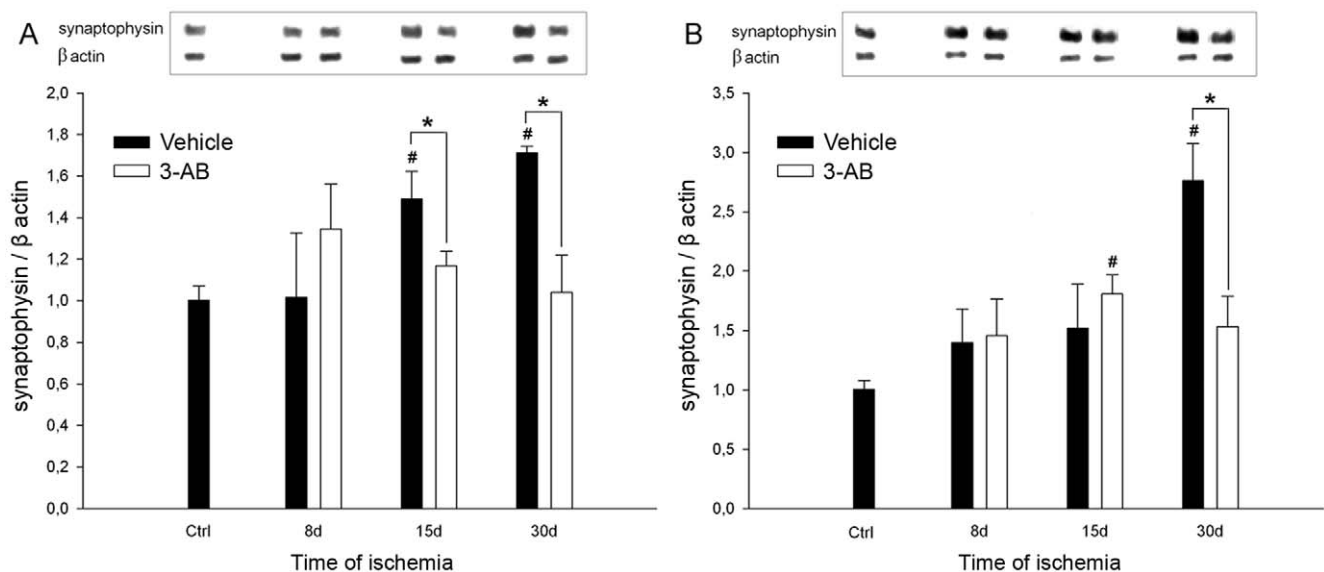 A
synaptophysin
β actin
2,0
1,8
1,6
1,4
1,2
1,0
0,8
0,6
0,4
0,2
0,0
synaptophysin / β actin
Vehicle
3-AB
#
*
#
*
Ctrl
8d
15d
30d
Time of ischemia
B
synaptophysin
β actin
3,5
3,0
2,5
2,0
1,5
1,0
0,5
0,0
synaptophysin / β actin
Vehicle
3-AB
#
#
*
Ctrl
8d
15d
30d
Time of ischemia